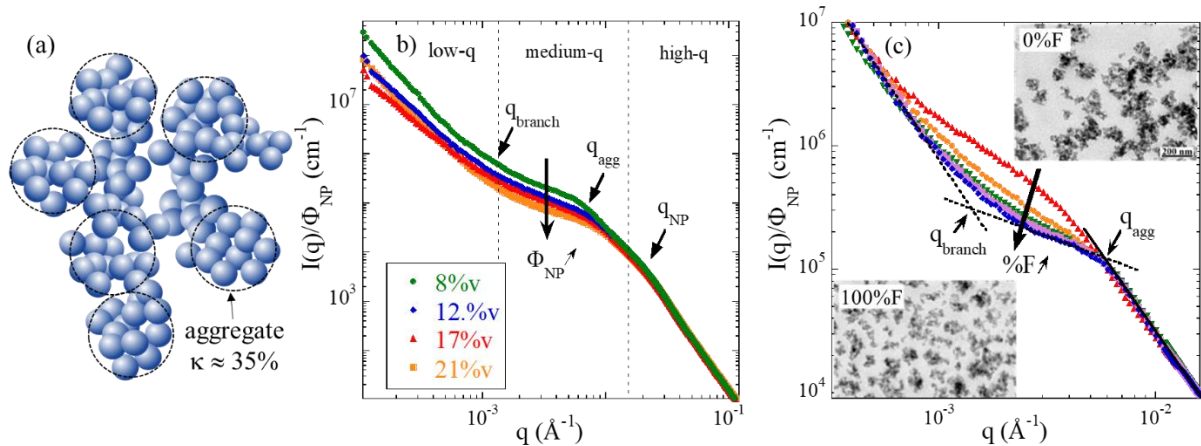 (a)
aggregate
κ ≈ 35%
b)
low-q
medium-q
high-q
q_branch
q_agg
q_NP
Φ_NP
8%v
12.%v
17%v
21%v
I(q)/Φ_NP (cm⁻¹)
10⁷
10³
10⁻³
10⁻²
10⁻¹
q (Å⁻¹)
(c)
0%F
200 nm
q_branch
q_agg
%F
100%F
I(q)/Φ_NP (cm⁻¹)
10⁷
10⁶
10⁵
10⁴
10⁻³
10⁻²
q (Å⁻¹)